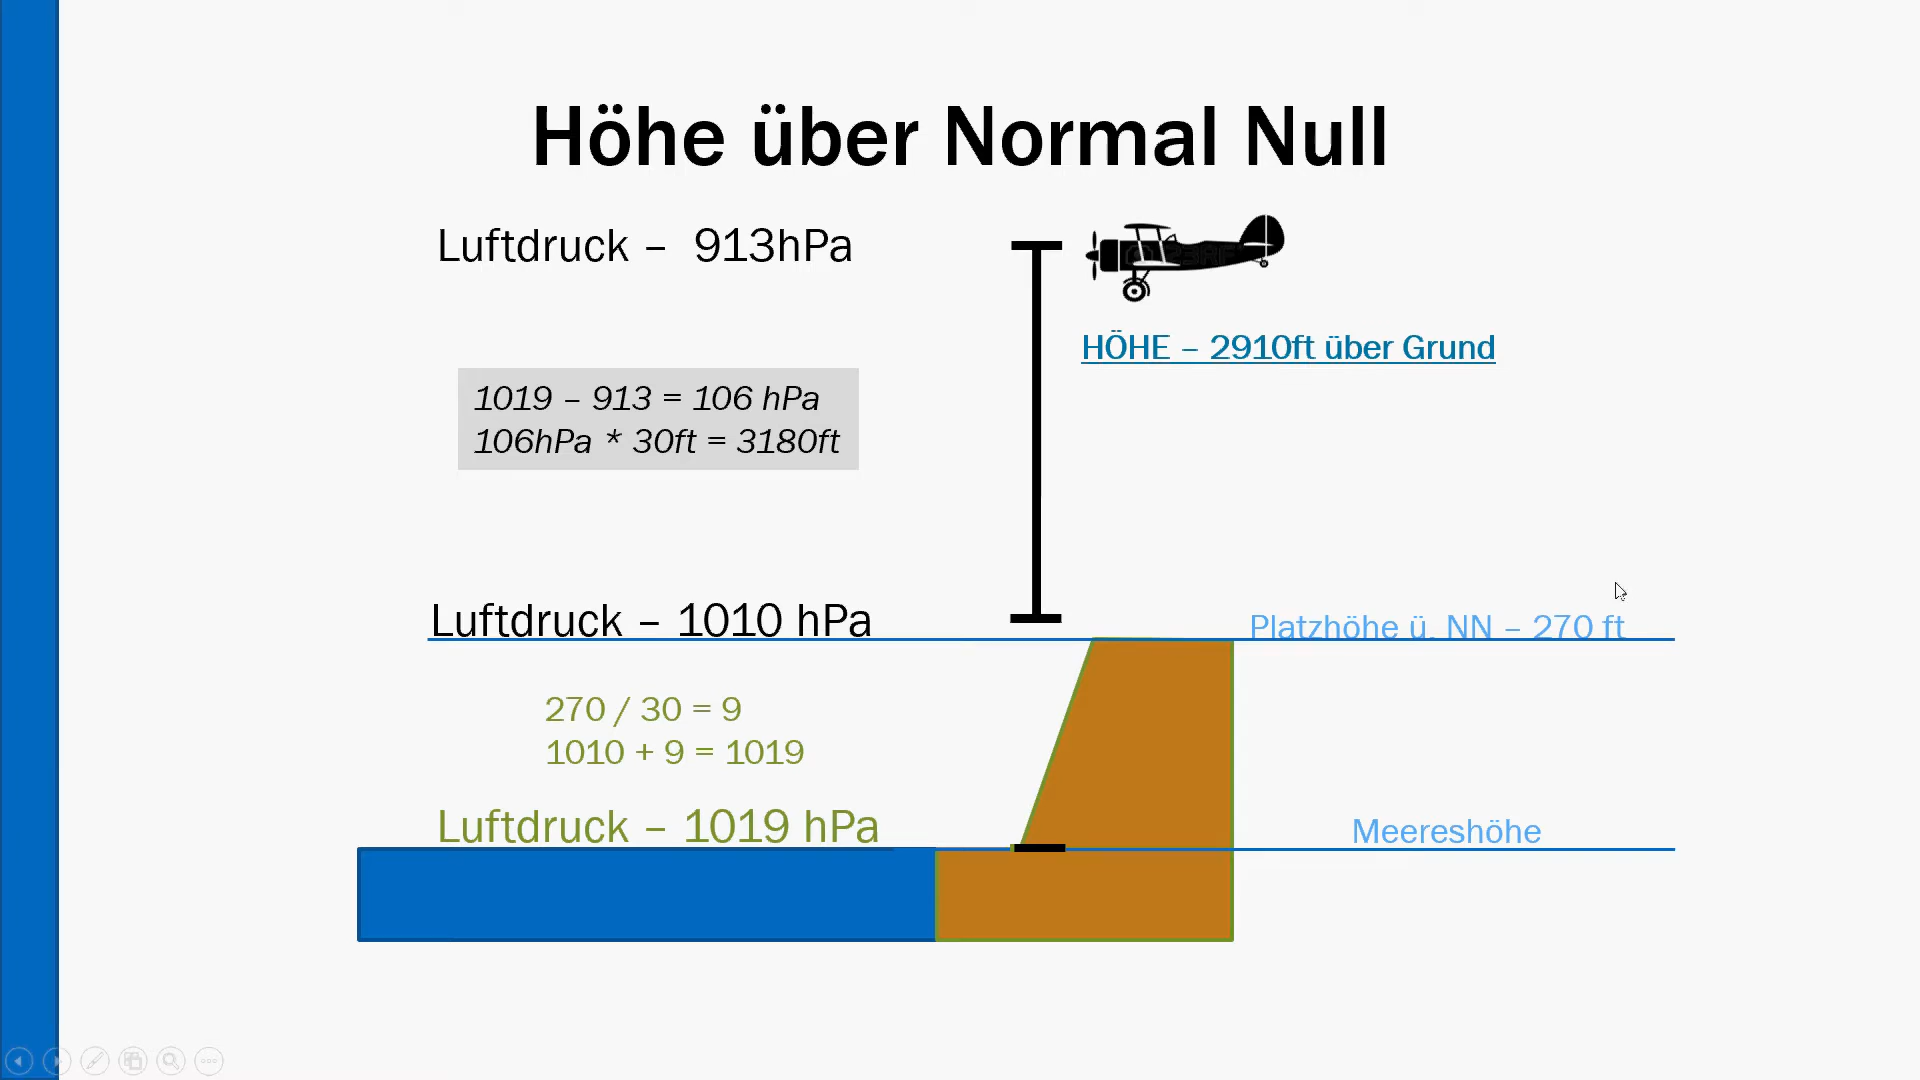 Höhe über Normal Null
Luftdruck – 913hPa
HÖHE – 2910ft über Grund
1019 – 913 = 106 hPa
106hPa * 30ft = 3180ft
Luftdruck – 1010 hPa
Platzhöhe ü. NN – 270 ft
270 / 30 = 9
1010 + 9 = 1019
Luftdruck – 1019 hPa
Meereshöhe